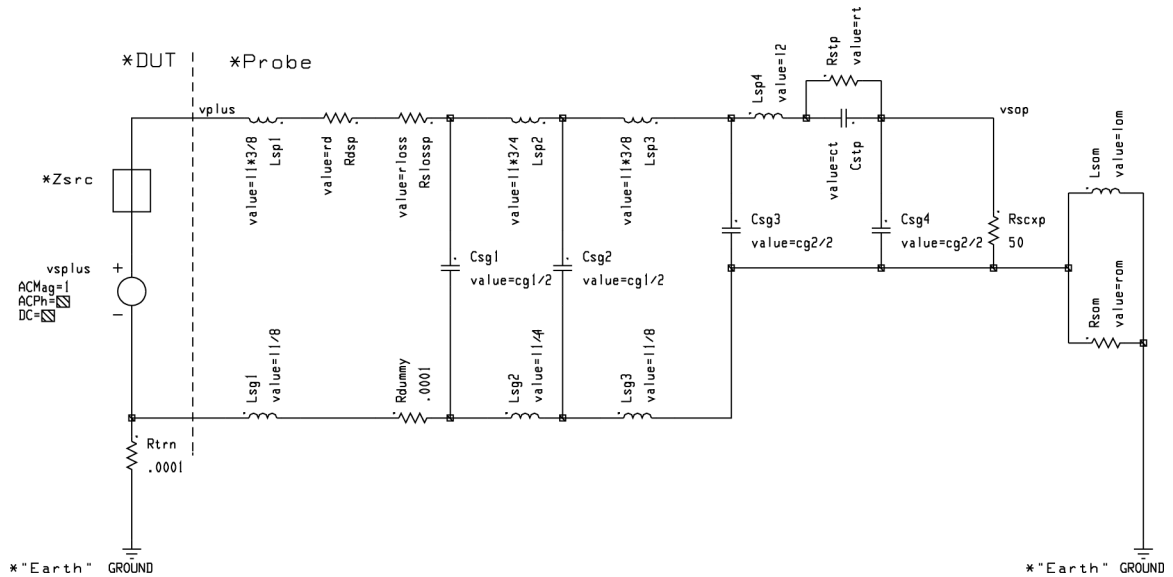 *DUT
*Probe
vplus
*Zsrc
vsplus
+
ACMag=1
ACPh=
DC=
−
value=l1*3/8
Lsp1
value=rd
Rdsp
value=rloss
Rslossp
value=l1*3/4
Lsp2
value=l1*3/8
Lsp3
Lsp4
value=l2
Rstp
value=rt
value=ct
Cstp
vsop
Lsom
value=lom
Csg1
value=cg1/2
Csg2
value=cg1/2
Csg3
value=cg2/2
Csg4
value=cg2/2
Rscxp
50
Rsom
value=rom
Lsg1
value=l1/8
Rdummy
.0001
Lsg2
value=l1/4
Lsg3
value=l1/8
Rtrn
.0001
*"Earth" GROUND
*"Earth" GROUND